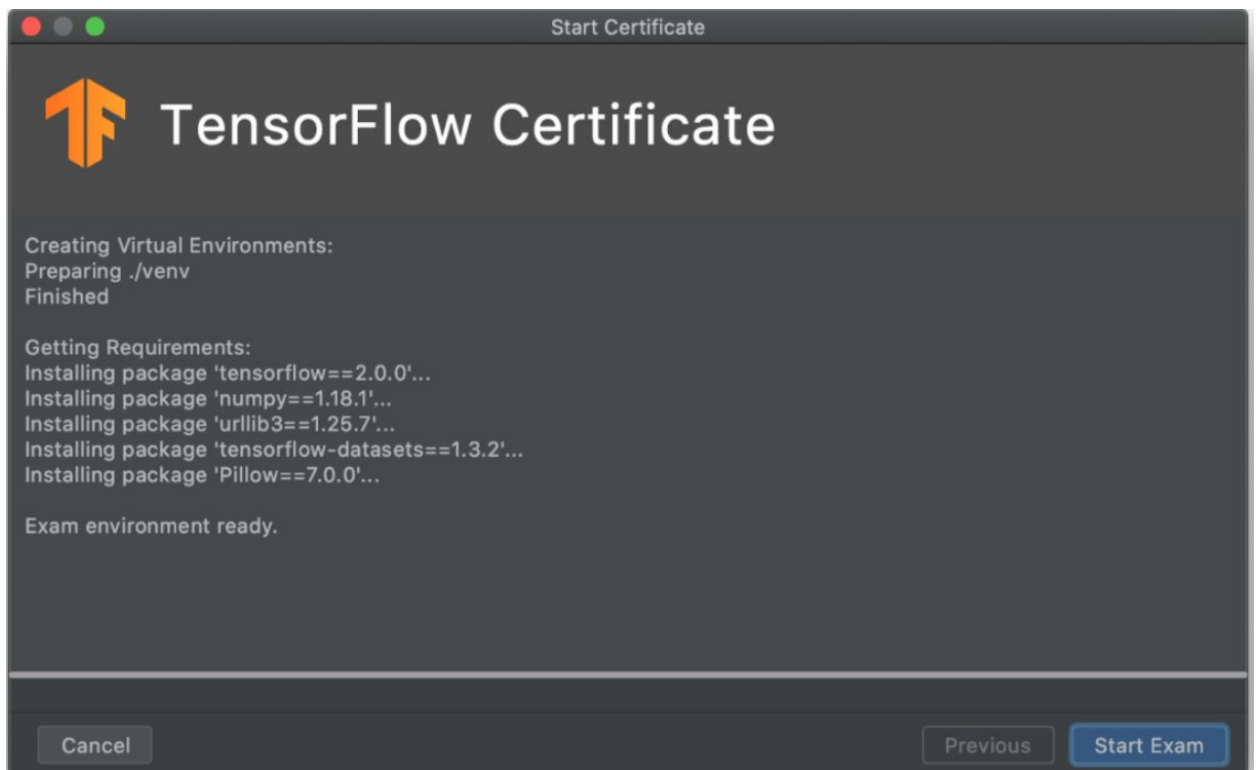 Start Certificate
TensorFlow Certificate
Creating Virtual Environments:
Preparing ./venv
Finished
Getting Requirements:
Installing package 'tensorflow==2.0.0'...
Installing package 'numpy==1.18.1'...
Installing package 'urllib3==1.25.7'...
Installing package 'tensorflow-datasets==1.3.2'...
Installing package 'Pillow==7.0.0'...
Exam environment ready.
Cancel
Previous
Start Exam